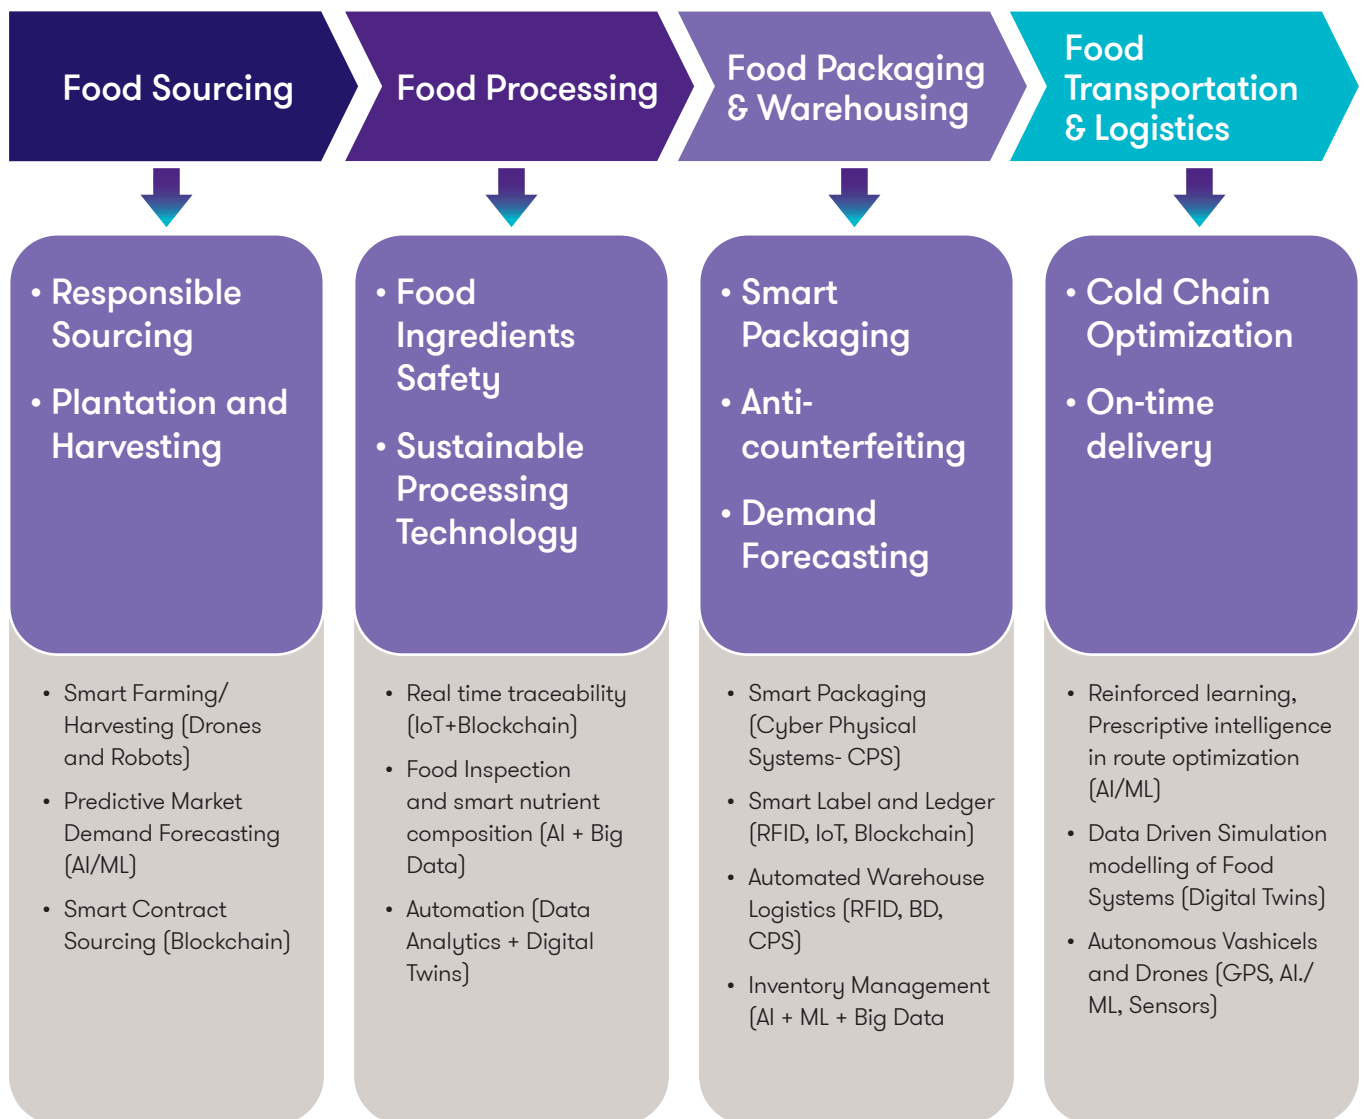 Food Sourcing
Food Processing
Food Packaging
& Warehousing
Food
Transportation
& Logistics
• Responsible
Sourcing
• Plantation and
Harvesting
• Food
Ingredients
Safety
• Sustainable
Processing
Technology
• Smart
Packaging
• Anti-
counterfeiting
• Demand
Forecasting
• Cold Chain
Optimization
• On-time
delivery
• Smart Farming/
Harvesting (Drones
and Robots)
• Predictive Market
Demand Forecasting
(AI/ML)
• Smart Contract
Sourcing (Blockchain)
• Real time traceability
(IoT+Blockchain)
• Food Inspection
and smart nutrient
composition (AI + Big
Data)
• Automation (Data
Analytics + Digital
Twins)
• Smart Packaging
(Cyber Physical
Systems- CPS)
• Smart Label and Ledger
(RFID, IoT, Blockchain)
• Automated Warehouse
Logistics (RFID, BD,
CPS)
• Inventory Management
(AI + ML + Big Data
• Reinforced learning,
Prescriptive intelligence
in route optimization
(AI/ML)
• Data Driven Simulation
modelling of Food
Systems (Digital Twins)
• Autonomous Vashicels
and Drones (GPS, AI./
ML, Sensors)